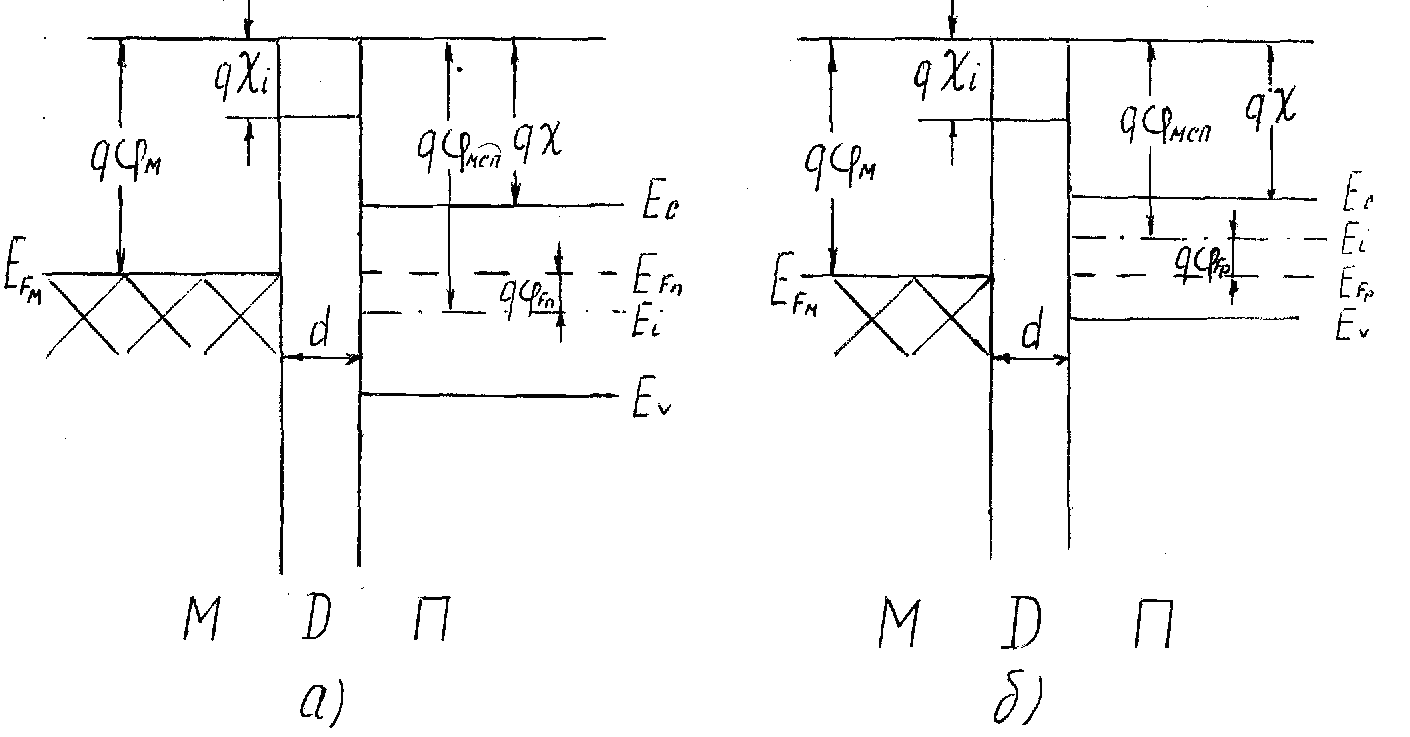 qχi qφм qφмсп qχ
Ec
EFм EFn
qφFn
Ei
d
Ev
М D П
а)
qχi qφм qφмсп qχ
Ec
Ei
qφFp
EFм EFp
Ev
d
М D П
б)